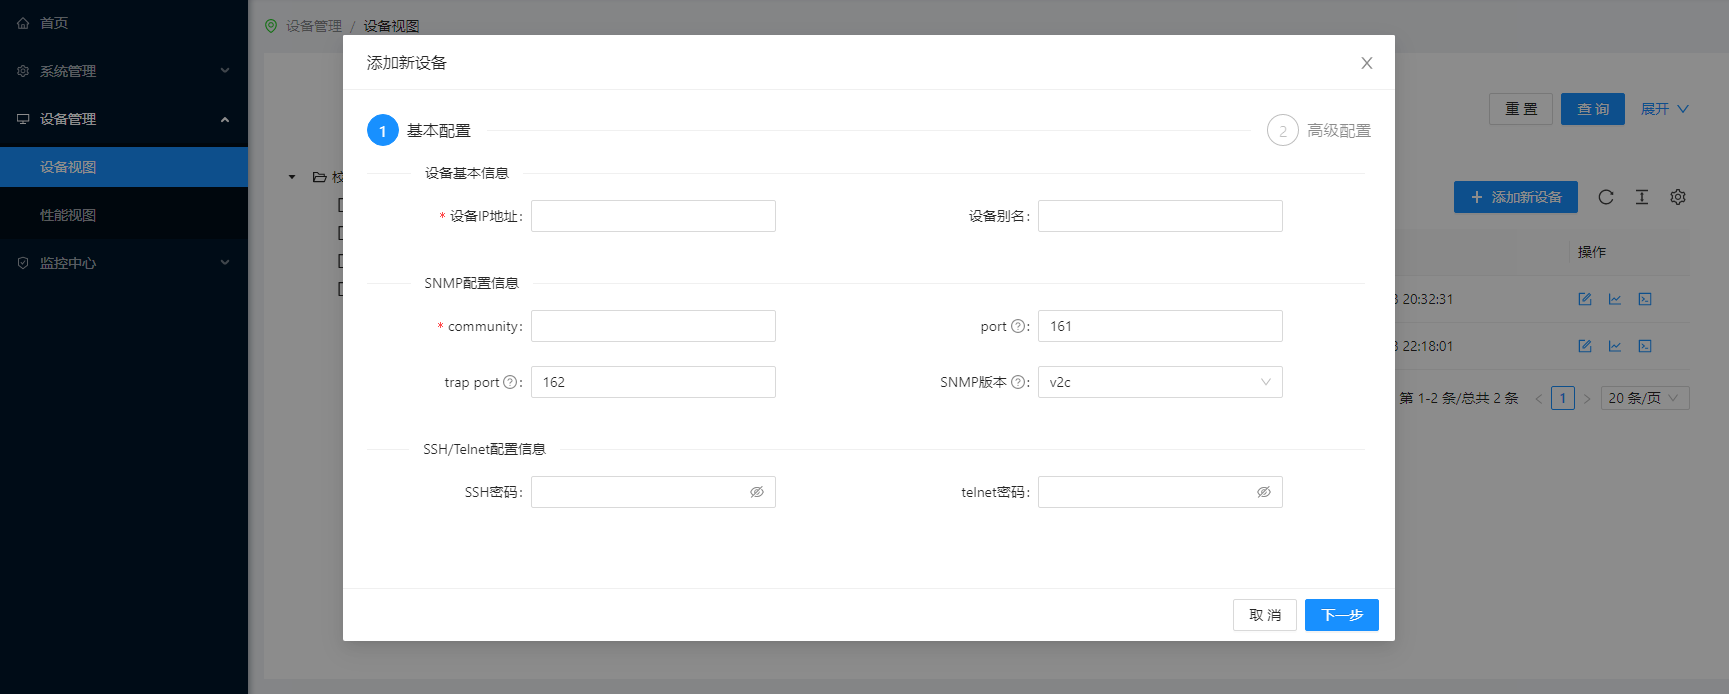 首页
系统管理
设备管理
设备视图
性能视图
监控中心
设备管理 / 设备视图
重 置 查 询 展开
添加新设备
操作
20:32:31
22:18:01
第 1-2 条/总共 2 条 < 1 > 20 条/页
添加新设备
1 基本配置 2 高级配置
设备基本信息
* 设备IP地址: 设备别名:
SNMP配置信息
* community: port : 161
trap port : 162 SNMP版本 : v2c
SSH/Telnet配置信息
SSH密码: telnet密码:
取 消 下一步